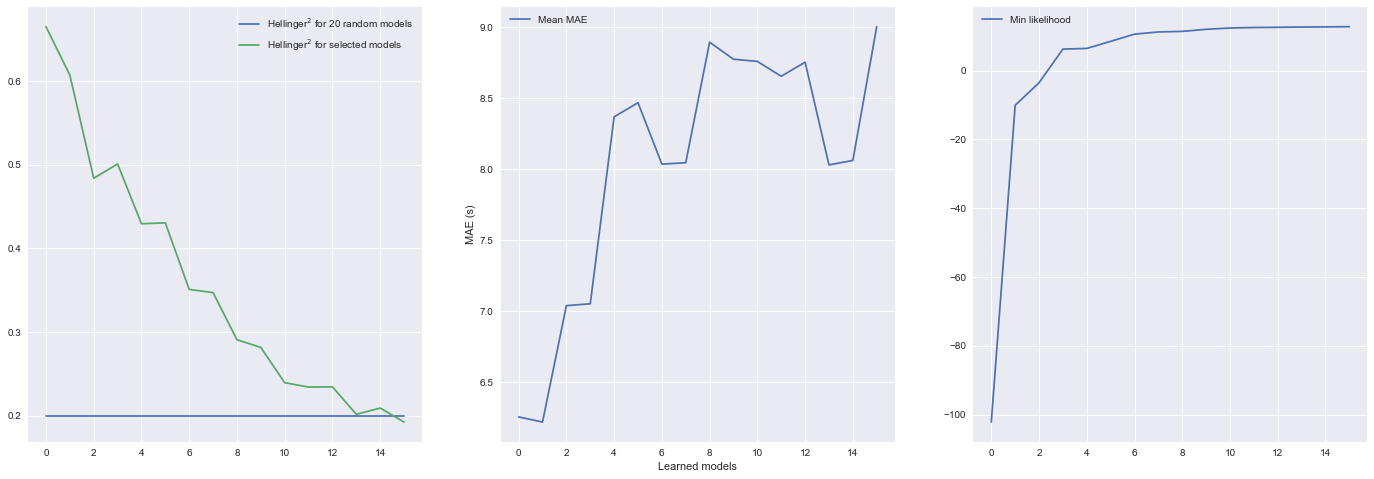 Hellinger² for 20 random models
Hellinger² for selected models
0.6
0.5
0.4
0.3
0.2
0 2 4 6 8 10 12 14
Mean MAE
9.0
8.5
8.0
7.5
7.0
6.5
MAE (s)
0 2 4 6 8 10 12 14
Learned models
Min likelihood
0
−20
−40
−60
−80
−100
0 2 4 6 8 10 12 14